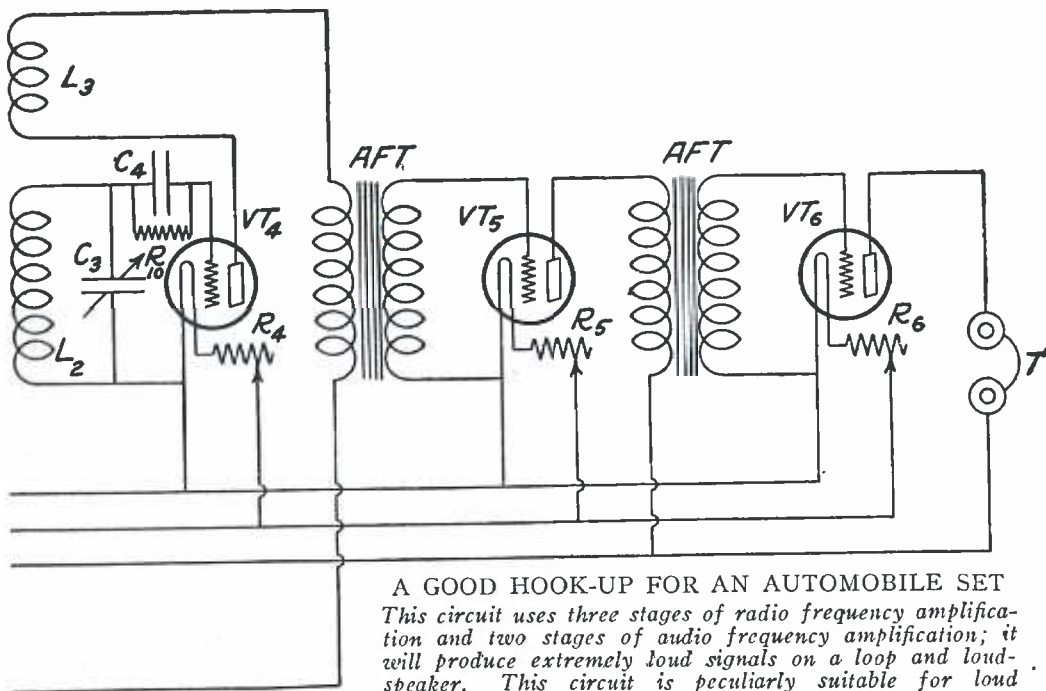 L3
C4
AFT
AFT
VT4
VT5
VT6
C3
R10
R4
R5
R6
L2
T
A GOOD HOOK-UP FOR AN AUTOMOBILE SET
This circuit uses three stages of radio frequency amplifica-
tion and two stages of audio frequency amplification; it
will produce extremely loud signals on a loop and loud-
speaker. This circuit is peculiarly suitable for loud